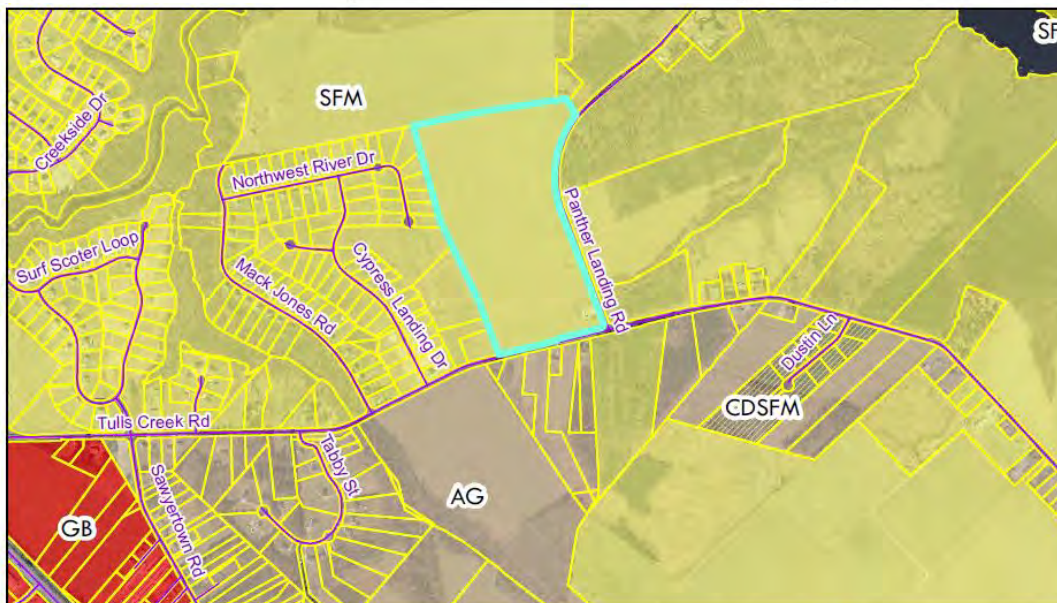 SF
SFM
Creekside Dr
Northwest River Dr
Surf Scoter Loop
Panther Landing Rd
Cypress Landing Dr
Mack Jones Rd
Dustin Ln
CDSFM
Tulls Creek Rd
Tabby St
AG
Sawyertown Rd
GB